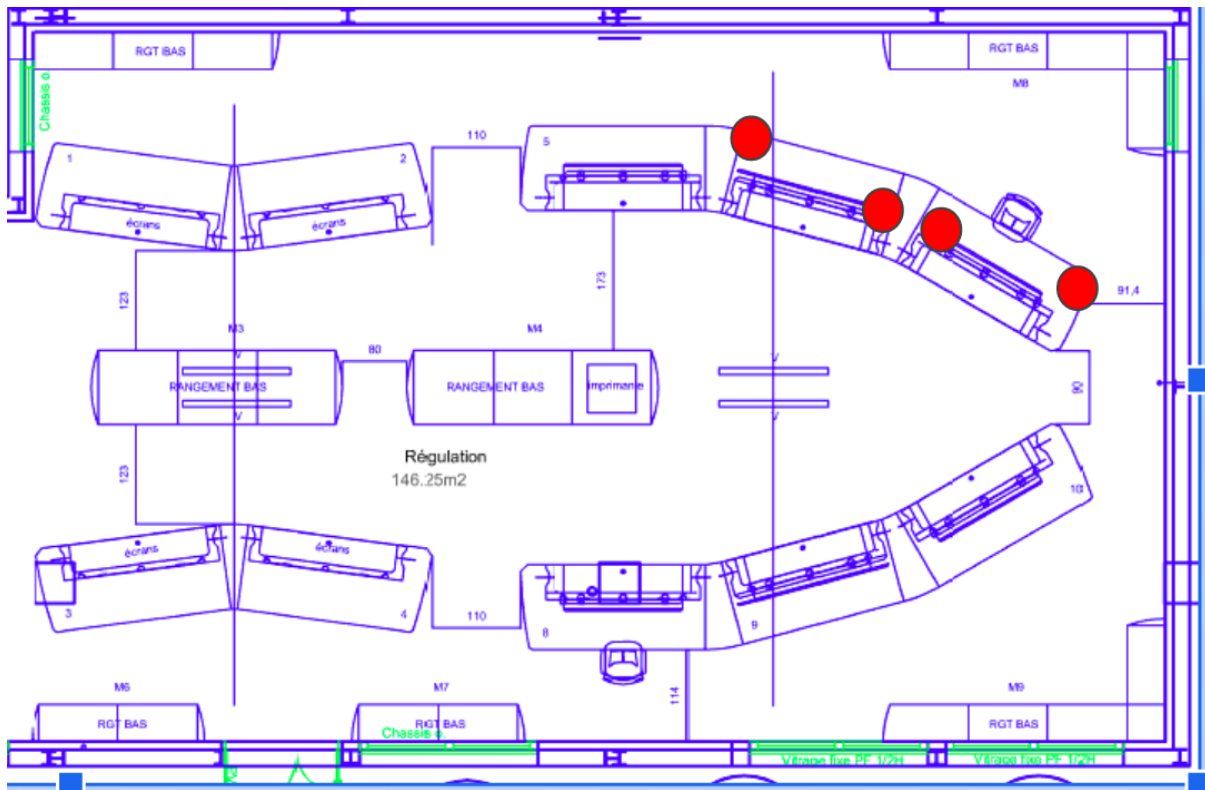 RGT BAS
RGT BAS
M8
Chassis o.
1
2
110
5
écrans
écrans
173
91,4
123
M3
M4
80
V
V
RANGEMENT BAS
RANGEMENT BAS
imprimante
90
V
V
Régulation
146.25m2
123
10
écrans
écrans
3
4
110
8
9
114
M6
M7
M9
RGT BAS
RGT BAS
RGT BAS
Chassis o.
Vitrage fixe PF 1/2H
Vitrage fixe PF 1/2H